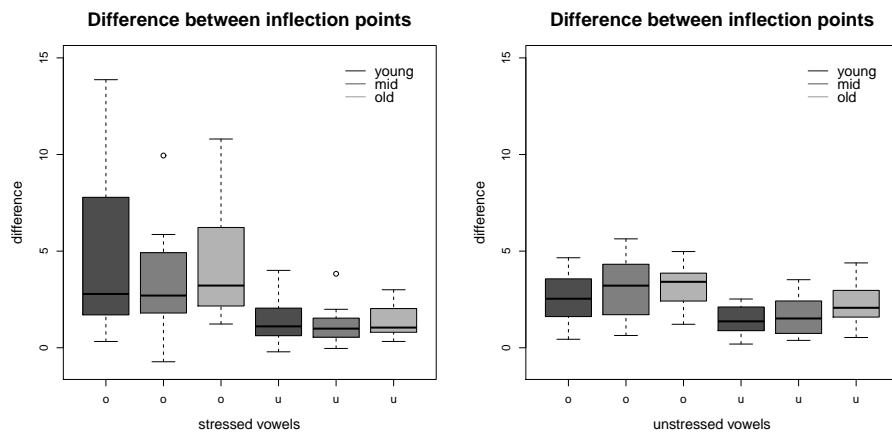 Difference between inflection points
difference
15
10
5
0
young
mid
old
o o o u u u
stressed vowels
Difference between inflection points
difference
15
10
5
0
young
mid
old
o o o u u u
unstressed vowels